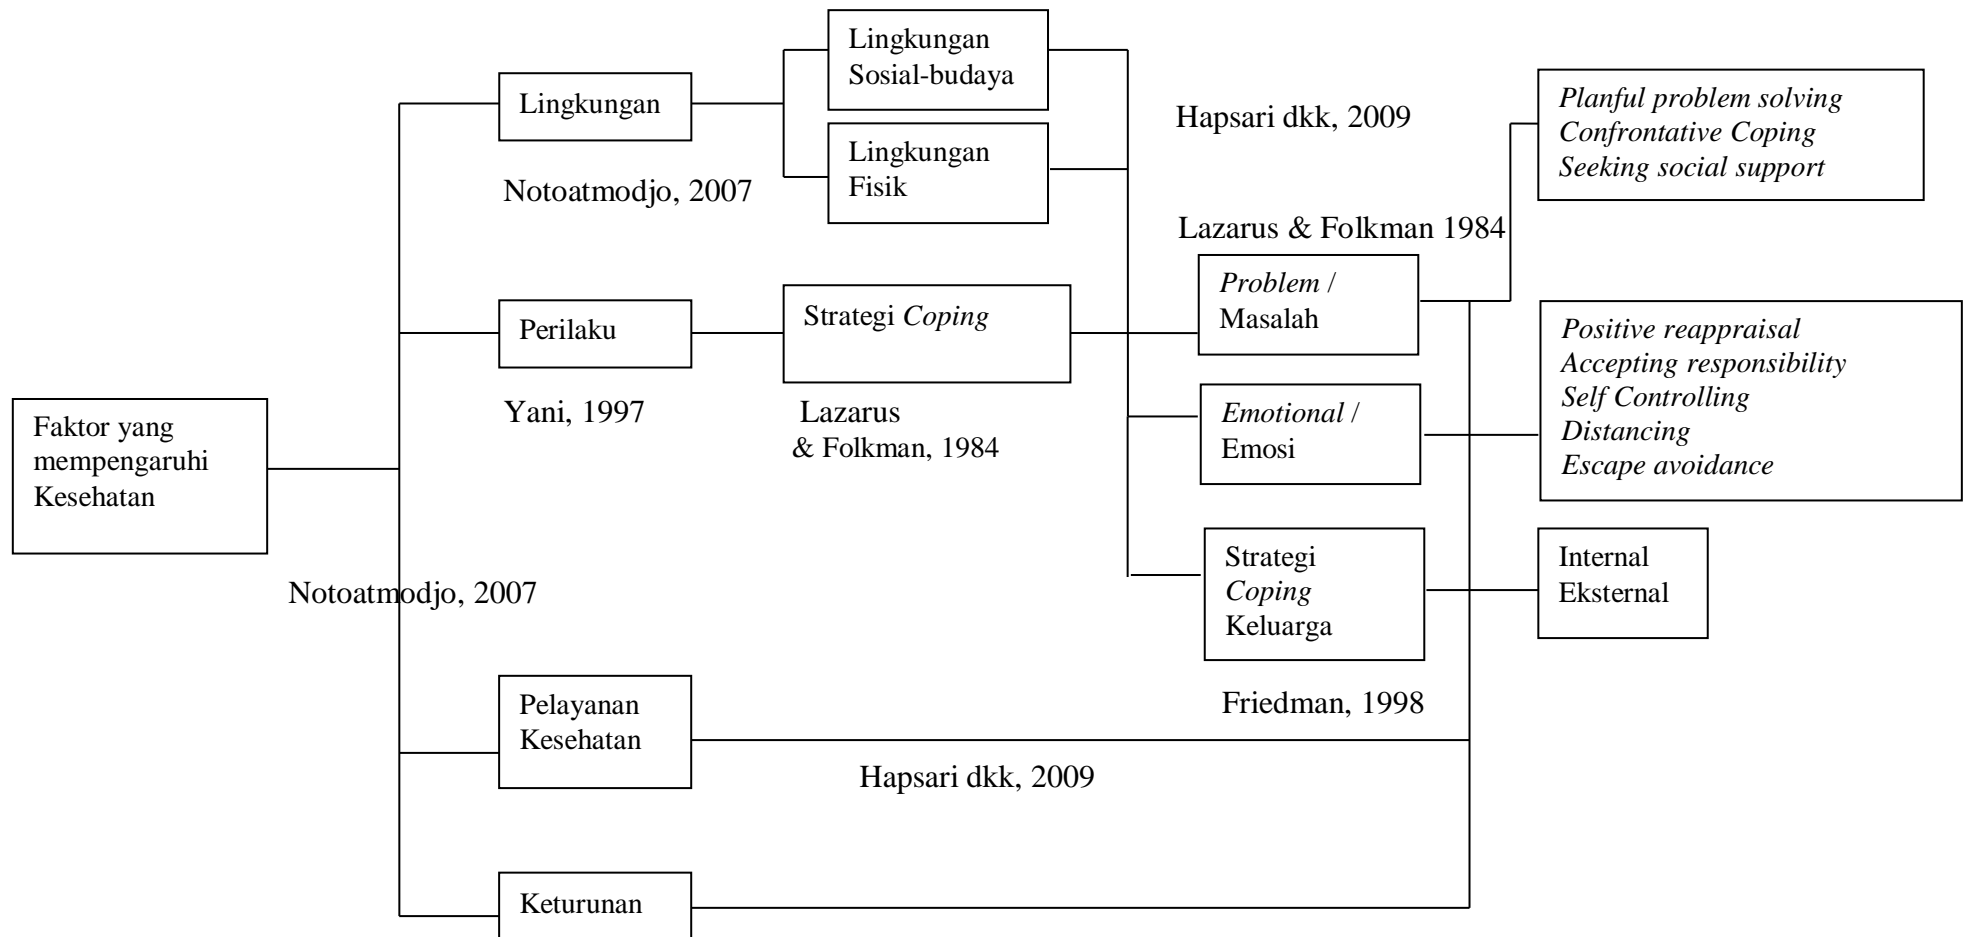 Lingkungan
Sosial-budaya
Lingkungan
Hapsari dkk, 2009
Planful problem solving
Confrontative Coping
Seeking social support
Lingkungan
Fisik
Notoatmodjo, 2007
Lazarus & Folkman 1984
Problem /
Masalah
Perilaku
Strategi Coping
Positive reappraisal
Accepting responsibility
Self Controlling
Distancing
Escape avoidance
Yani, 1997
Lazarus
& Folkman, 1984
Emotional /
Emosi
Faktor yang
mempengaruhi
Kesehatan
Strategi
Coping
Keluarga
Internal
Eksternal
Notoatmodjo, 2007
Friedman, 1998
Pelayanan
Kesehatan
Hapsari dkk, 2009
Keturunan